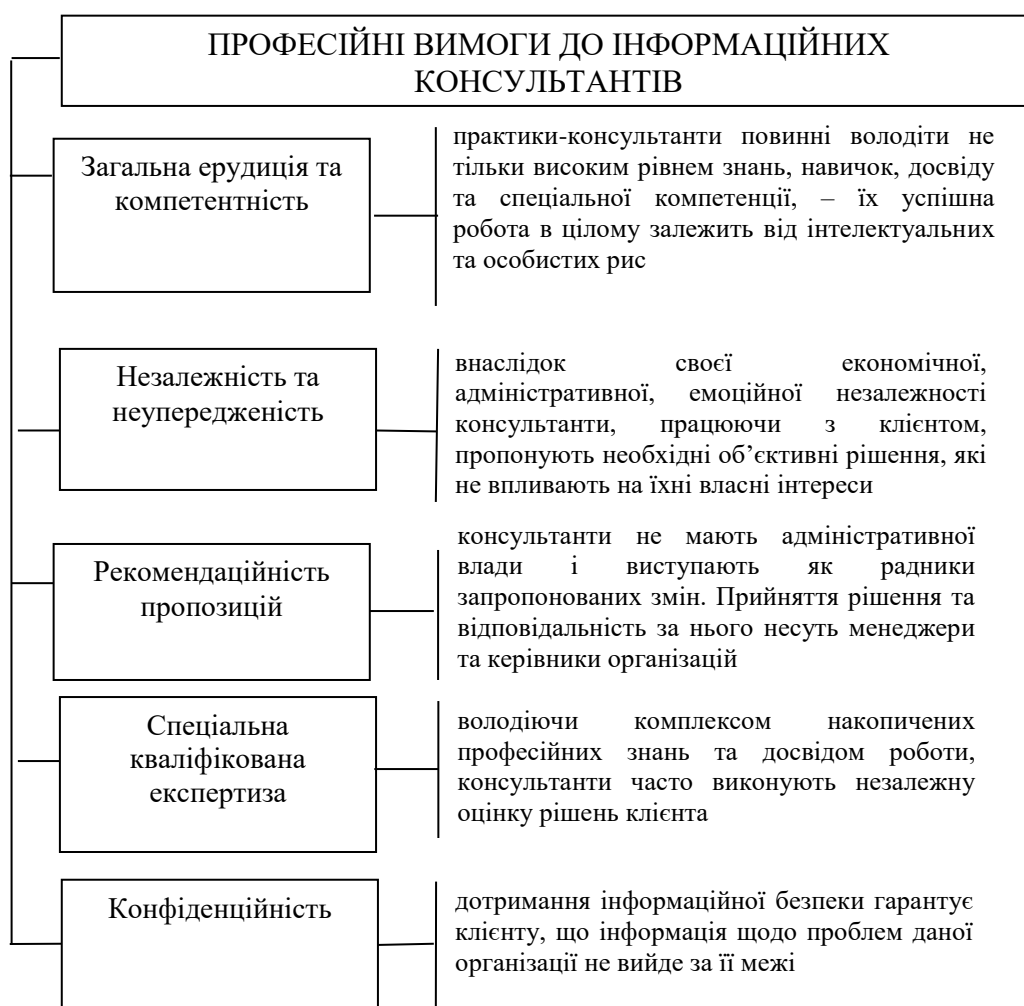 ПРОФЕСІЙНІ ВИМОГИ ДО ІНФОРМАЦІЙНИХ
КОНСУЛЬТАНТІВ
Загальна ерудиція та
компетентність
практики-консультанти повинні володіти не
тільки високим рівнем знань, навичок, досвіду
та спеціальної компетенції, – їх успішна
робота в цілому залежить від інтелектуальних
та особистих рис
Незалежність та
неупередженість
внаслідок своєї економічної,
адміністративної, емоційної незалежності
консультанти, працюючи з клієнтом,
пропонують необхідні об’єктивні рішення, які
не впливають на їхні власні інтереси
Рекомендаційність
пропозицій
консультанти не мають адміністративної
влади і виступають як радники
запропонованих змін. Прийняття рішення та
відповідальність за нього несуть менеджери
та керівники організацій
Спеціальна
кваліфікована
експертиза
володіючи комплексом накопичених
професійних знань та досвідом роботи,
консультанти часто виконують незалежну
оцінку рішень клієнта
Конфіденційність
дотримання інформаційної безпеки гарантує
клієнту, що інформація щодо проблем даної
організації не вийде за її межі